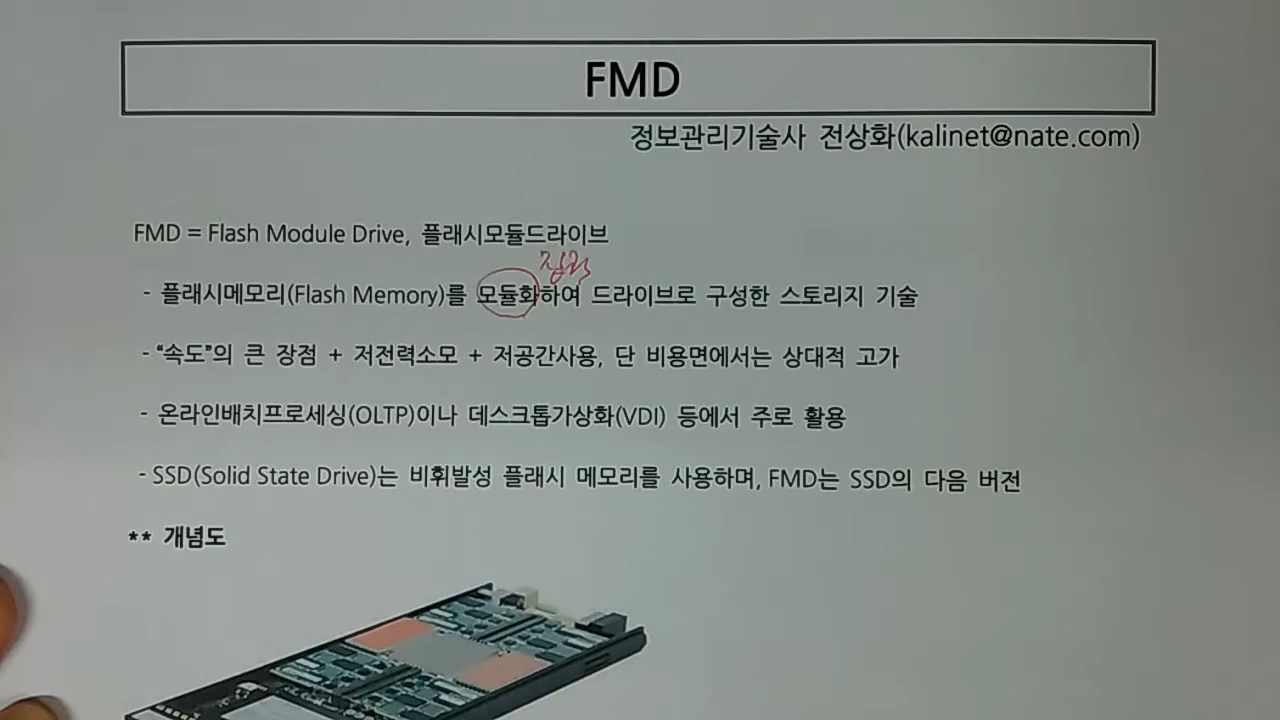 FMD
정보관리기술사 전상화(kalinet@nate.com)
FMD = Flash Module Drive, 플래시모듈드라이브
집적
- 플래시메모리(Flash Memory)를 모듈화하여 드라이브로 구성한 스토리지 기술
- “속도”의 큰 장점 + 저전력소모 + 저공간사용, 단 비용면에서는 상대적 고가
- 온라인배치프로세싱(OLTP)이나 데스크톱가상화(VDI) 등에서 주로 활용
- SSD(Solid State Drive)는 비휘발성 플래시 메모리를 사용하며, FMD는 SSD의 다음 버전
** 개념도